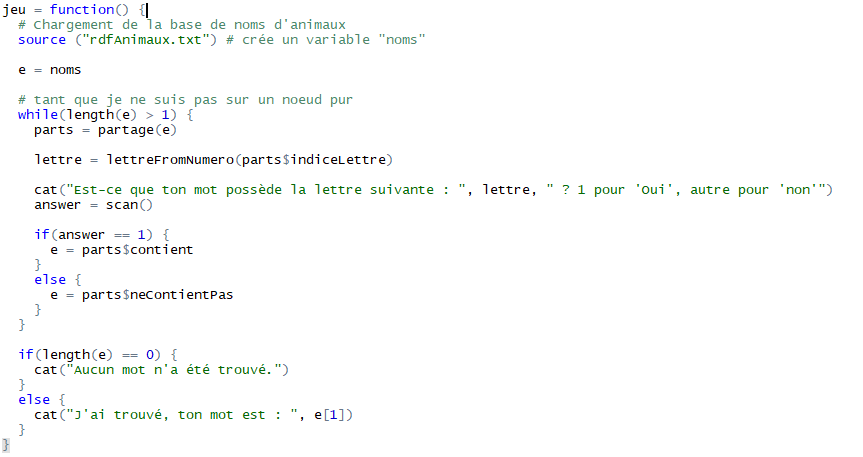 jeu = function() {
# Chargement de la base de noms d'animaux
source ("rdfAnimaux.txt") # crée un variable "noms"
e = noms
# tant que je ne suis pas sur un noeud pur
while(length(e) > 1) {
parts = partage(e)
lettre = lettreFromNumero(parts$indiceLettre)
cat("Est-ce que ton mot possède la lettre suivante : ", lettre, " ? 1 pour 'Oui', autre pour 'non'")
answer = scan()
if(answer == 1) {
e = parts$contient
}
else {
e = parts$neContientPas
}
}
if(length(e) == 0) {
cat("Aucun mot n'a été trouvé.")
}
else {
cat("J'ai trouvé, ton mot est : ", e[1])
}
}